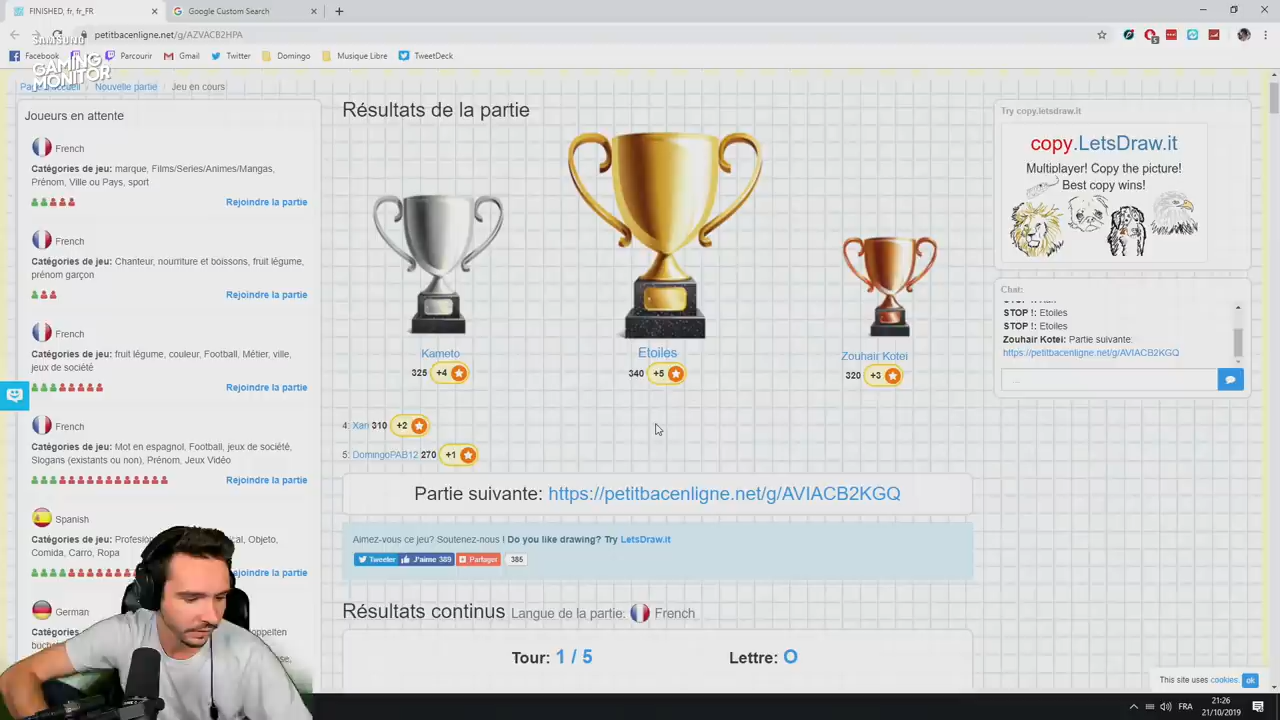 FINISHED, fr, fr_FR
Google Custom Search
petitbacenligne.net/g/AZVACB2HPA
SAMSUNG
GAMING
MONITOR
Facebook
Parcourir
Gmail
Twitter
Domingo
Musique Libre
TweetDeck
Nouvelle partie
Jeu en cours
Joueurs en attente
French
Catégories de jeu: marque, Films/Series/Animes/Mangas,
Prénom, Ville ou Pays, sport
Rejoindre la partie
French
Catégories de jeu: Chanteur, nourriture et boissons, fruit légume,
prénom garçon
Rejoindre la partie
French
Catégories de jeu: fruit légume, couleur, Football, Métier, ville,
jeux de société
Rejoindre la partie
French
Catégories de jeu: Mot en espagnol, Football, jeux de société,
Slogans (existants ou non), Prénom, Jeux Vidéo
Rejoindre la partie
Spanish
Comida, Carro, Ropa
Objeto,
Rejoindre la partie
German
Résultats de la partie
Kameto
325 +4
Etoiles
340 +5
Zouhair Kotei
320 +3
4: Xari 310 +2
5: DomingoPAB12 270 +1
Partie suivante: https://petitbacenligne.net/g/AVIACB2KGQ
Aimez-vous ce jeu? Soutenez-nous ! Do you like drawing? Try LetsDraw.it
Tweeter J'aime 389 Partager 385
Résultats continus Langue de la partie: French
Tour: 1 / 5 Lettre: O
Try copy.letsdraw.it
copy.LetsDraw.it
Multiplayer! Copy the picture!
Best copy wins!
Chat:
STOP !: Etoiles
STOP !: Etoiles
Zouhair Kotei: Partie suivante:
https://petitbacenligne.net/g/AVIACB2KGQ
...
This site uses cookies. ok
FRA
21:26
21/10/2019